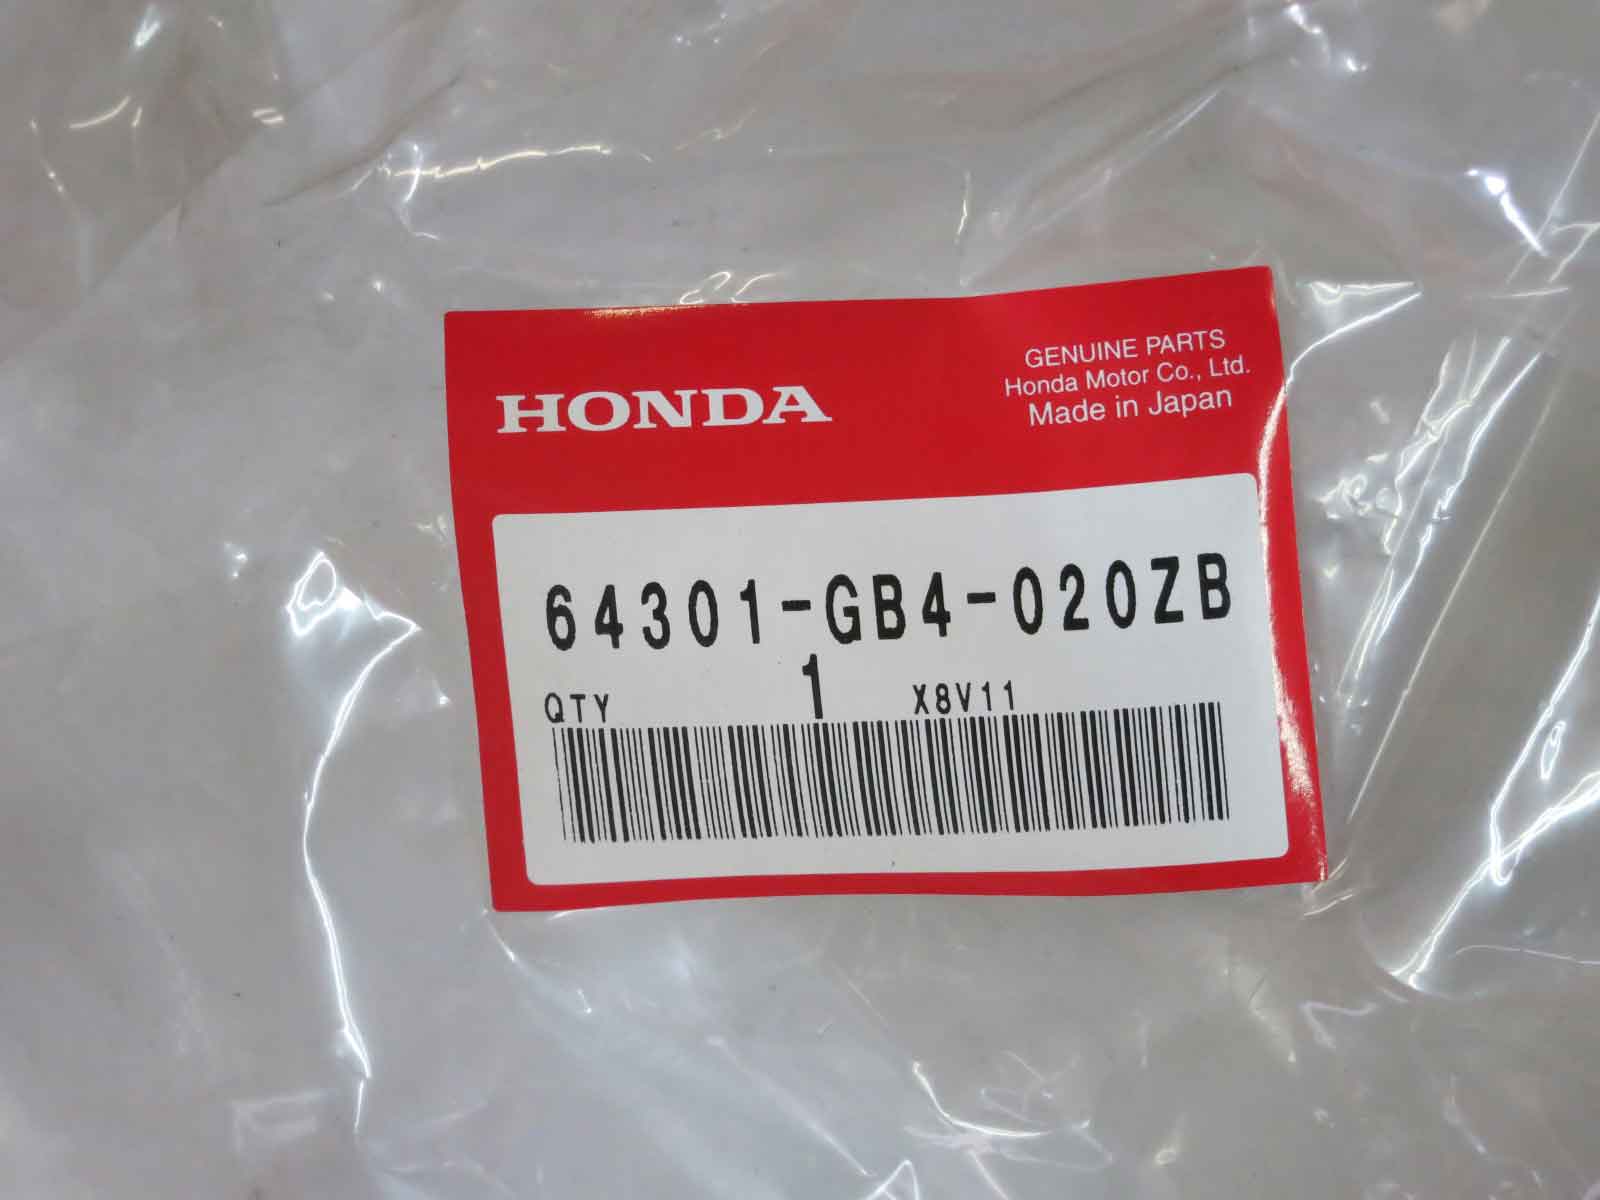 HONDA
GENUINE PARTS
Honda Motor Co., Ltd.
Made in Japan
64301-GB4-020ZB
QTY 1 X8V11